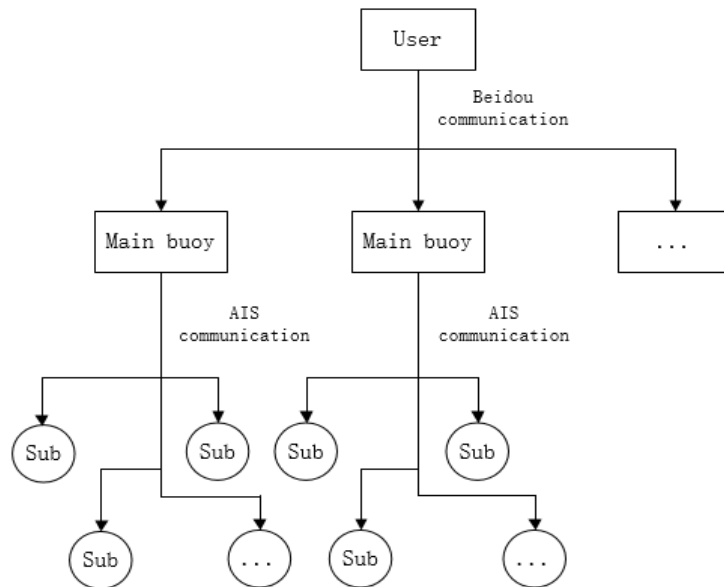 User
Beidou
communication
Main buoy
Main buoy
...
AIS
communication
AIS
communication
Sub
Sub
Sub
Sub
Sub
...
Sub
...